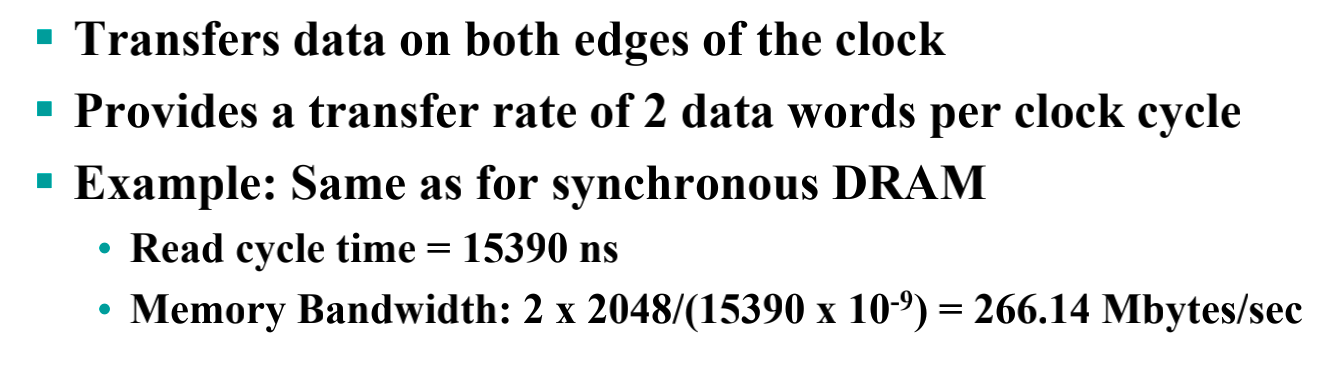 ▪ Transfers data on both edges of the clock
▪ Provides a transfer rate of 2 data words per clock cycle
▪ Example: Same as for synchronous DRAM
• Read cycle time = 15390 ns
• Memory Bandwidth: 2 x 2048/(15390 x 10⁻⁹) = 266.14 Mbytes/sec